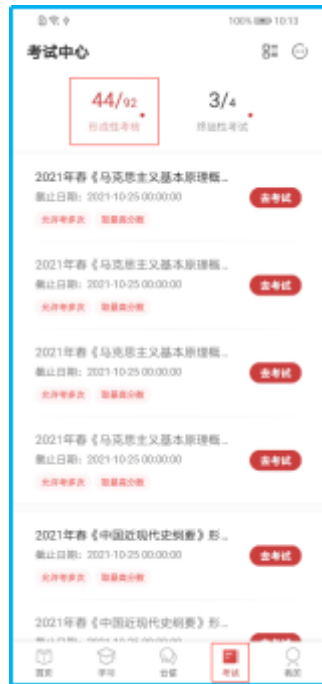 100% 10:13
考试中心
44/92
3/4
形成性考核
终结性考试
2021年春《马克思主义基本原理概...
截止日期：2021-10-25 00:00:00
去考试
允许考多次 取最高分数
2021年春《马克思主义基本原理概...
截止日期：2021-10-25 00:00:00
去考试
允许考多次 取最高分数
2021年春《马克思主义基本原理概...
截止日期：2021-10-25 00:00:00
去考试
允许考多次 取最高分数
2021年春《马克思主义基本原理概...
截止日期：2021-10-25 00:00:00
去考试
允许考多次 取最高分数
2021年春《中国近现代史纲要》形...
截止日期：2021-10-25 00:00:00
去考试
允许考多次 取最高分数
2021年春《中国近现代史纲要》形...
首页 学习 答疑 考试 我的